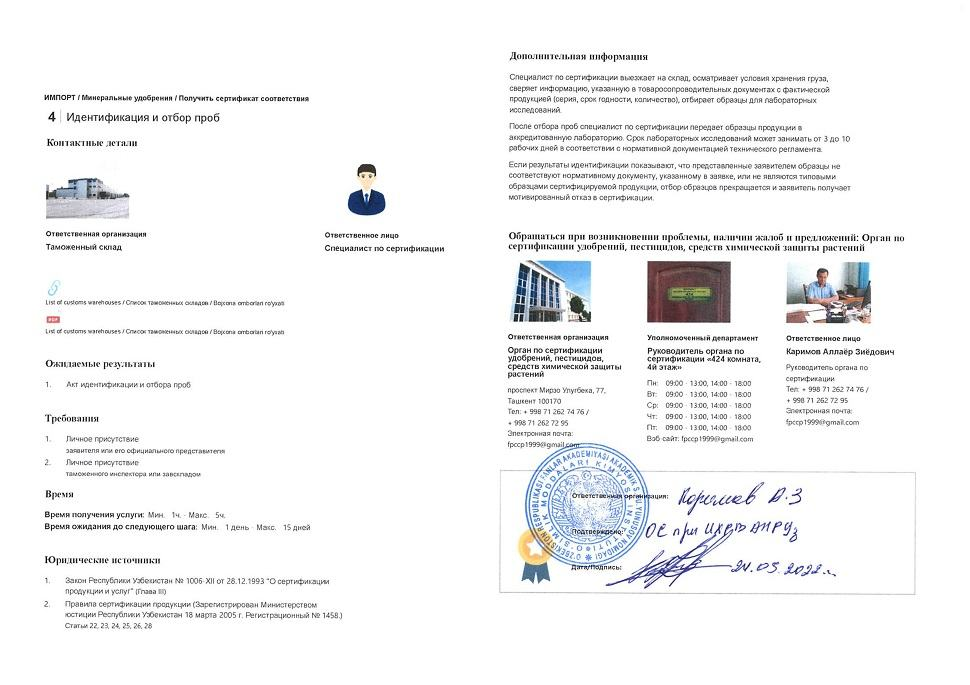 ИМПОРТ / Минеральные удобрения / Получить сертификат соответствия
4 Идентификация и отбор проб
Контактные детали
Ответственная организация
Таможенный склад
Ответственное лицо
Специалист по сертификации
List of customs warehouses / Список таможенных складов / Bojxona omborlari ro'yxati
PDF
List of customs warehouses / Список таможенных складов / Bojxona omborlari ro'yxati
Ожидаемые результаты
1. Акт идентификации и отбора проб
Требования
1. Личное присутствие
заявителя или его официального представителя
2. Личное присутствие
таможенного инспектора или завскладом
Время
Время получения услуги: Мин. 1ч. - Макс. 5ч.
Время ожидания до следующего шага: Мин. 1 день - Макс. 15 дней
Юридические источники
1. Закон Республики Узбекистан № 1006-XII от 28.12.1993 "О сертификации
продукции и услуг" (Глава III)
2. Правила сертификации продукции (Зарегистрирован Министерством
юстиции Республики Узбекистан 18 марта 2005 г. Регистрационный № 1458.)
Статьи 22, 23, 24, 25, 26, 28
Дополнительная информация
Специалист по сертификации выезжает на склад, осматривает условия хранения груза,
сверяет информацию, указанную в товаросопроводительных документах с фактической
продукцией (серия, срок годности, количество), отбирает образцы для лабораторных
исследований.
После отбора проб специалист по сертификации передает образцы продукции в
аккредитованную лабораторию. Срок лабораторных исследований может занимать от 3 до 10
рабочих дней в соответствии с нормативной документацией технического регламента.
Если результаты идентификации показывают, что представленные заявителем образцы не
соответствуют нормативному документу, указанному в заявке, или не являются типовыми
образцами сертифицируемой продукции, отбор образцов прекращается и заявитель получает
мотивированный отказ в сертификации.
Обращаться при возникновении проблемы, наличии жалоб и предложений: Орган по
сертификации удобрений, пестицидов, средств химической защиты растений
424
Ответственная организация
Орган по сертификации
удобрений, пестицидов,
средств химической защиты
растений
проспект Мирзо Улугбека, 77,
Ташкент 100170
Тел: + 998 71 262 74 76 /
+ 998 71 262 72 95
Электронная почта:
fpccp1999@gmail.com
Уполномоченный департамент
Руководитель органа по
сертификации «424 комната,
4й этаж»
Пн: 09:00 - 13:00, 14:00 - 18:00
Вт: 09:00 - 13:00, 14:00 - 18:00
Ср: 09:00 - 13:00, 14:00 - 18:00
Чт: 09:00 - 13:00, 14:00 - 18:00
Пт: 09:00 - 13:00, 14:00 - 18:00
Вэб сайт: fpccp1999@gmail.com
Ответственное лицо
Каримов Аллаёр Зиёдович
Руководитель органа по
сертификации
Тел: + 998 71 262 74 76 /
+ 998 71 262 72 95
Электронная почта:
fpccp1999@gmail.com
Ответственная организация: Каримов А.З
Подтверждено: ОС при ИХРВ АНРУз
Дата/Подпись: 24.05.2022 г.